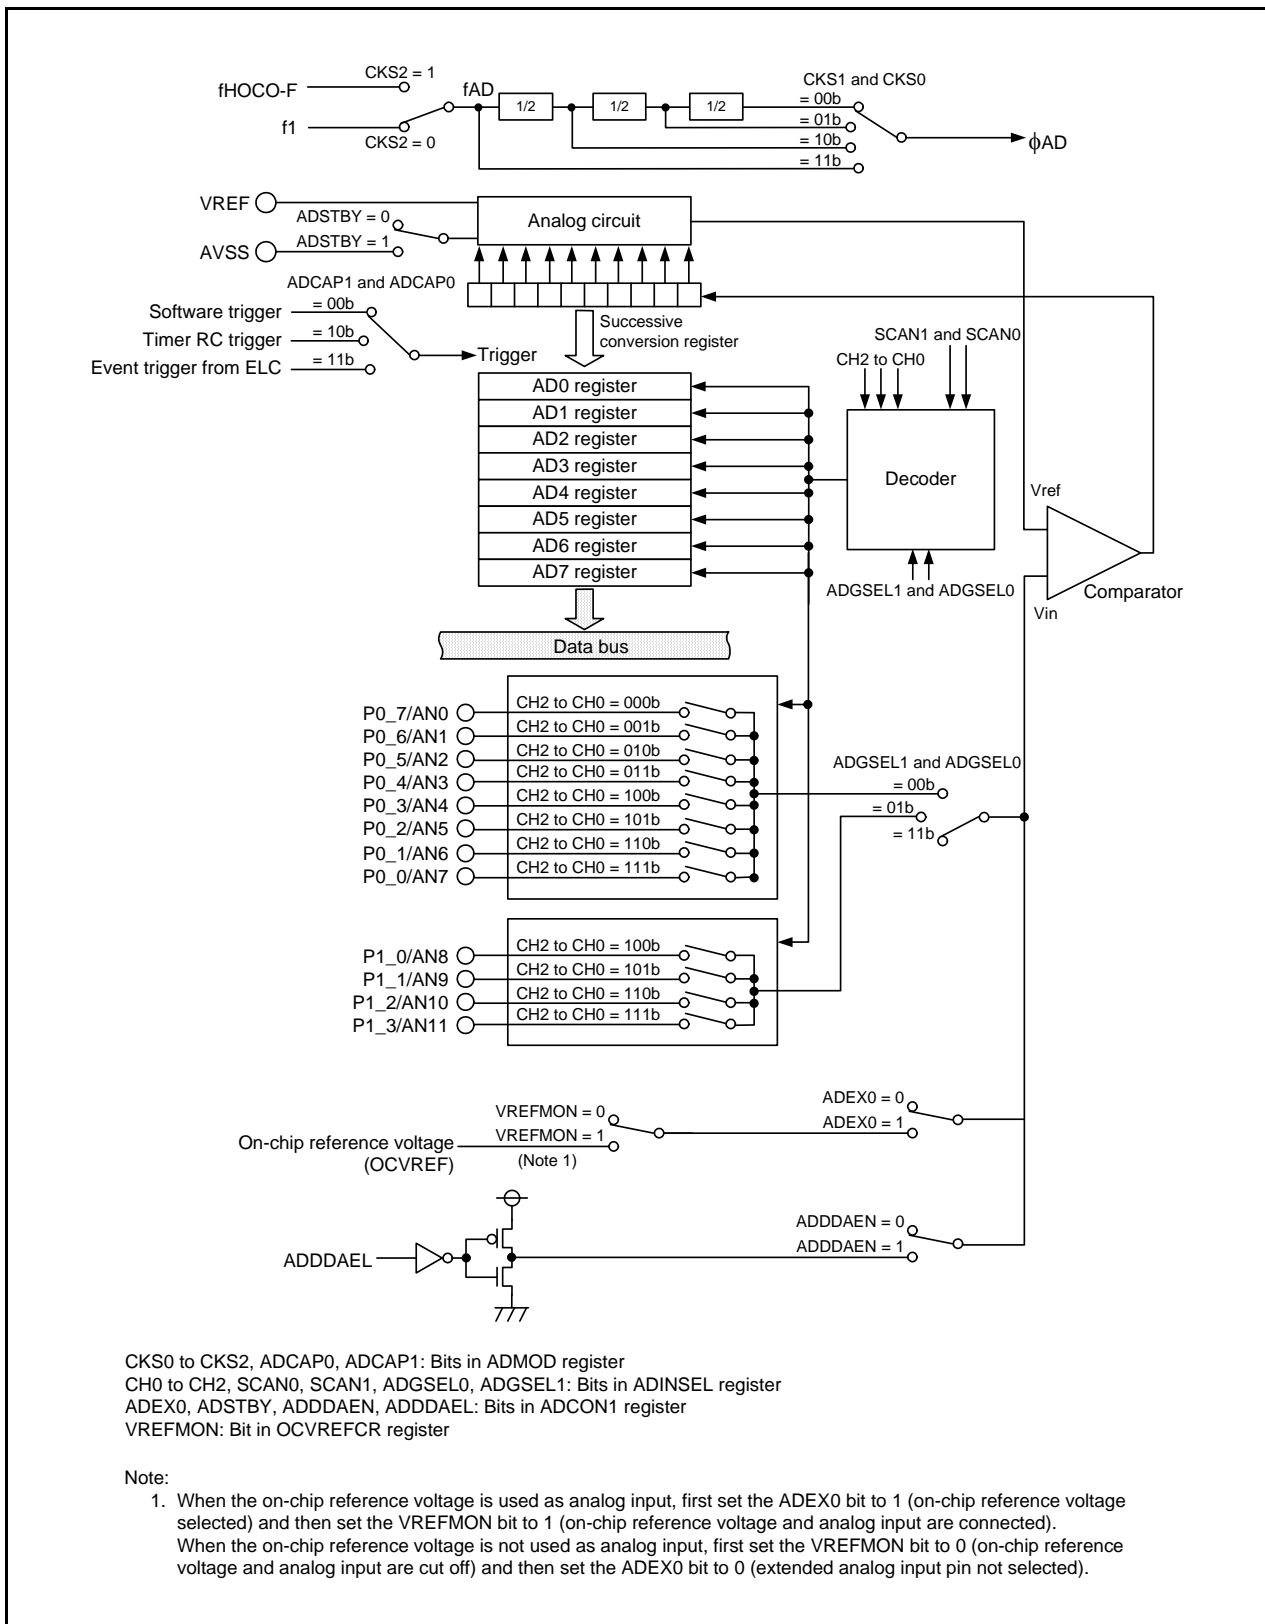 fHOCO-F
CKS2 = 1
f1
CKS2 = 0
fAD
1/2
1/2
1/2
CKS1 and CKS0
= 00b
= 01b
= 10b
= 11b
ϕAD
VREF
AVSS
ADSTBY = 0
ADSTBY = 1
Analog circuit
ADCAP1 and ADCAP0
Software trigger
= 00b
Timer RC trigger
= 10b
Event trigger from ELC
= 11b
Trigger
Successive
conversion register
SCAN1 and SCAN0
CH2 to CH0
AD0 register
AD1 register
AD2 register
AD3 register
AD4 register
AD5 register
AD6 register
AD7 register
Decoder
ADGSEL1 and ADGSEL0
Vref
Vin
Comparator
Data bus
P0_7/AN0
CH2 to CH0 = 000b
P0_6/AN1
CH2 to CH0 = 001b
P0_5/AN2
CH2 to CH0 = 010b
P0_4/AN3
CH2 to CH0 = 011b
P0_3/AN4
CH2 to CH0 = 100b
P0_2/AN5
CH2 to CH0 = 101b
P0_1/AN6
CH2 to CH0 = 110b
P0_0/AN7
CH2 to CH0 = 111b
ADGSEL1 and ADGSEL0
= 00b
= 01b
= 11b
P1_0/AN8
CH2 to CH0 = 100b
P1_1/AN9
CH2 to CH0 = 101b
P1_2/AN10
CH2 to CH0 = 110b
P1_3/AN11
CH2 to CH0 = 111b
On-chip reference voltage
(OCVREF)
VREFMON = 0
VREFMON = 1
(Note 1)
ADEX0 = 0
ADEX0 = 1
ADDDAEL
ADDDAEN = 0
ADDDAEN = 1
CKS0 to CKS2, ADCAP0, ADCAP1: Bits in ADMOD register
CH0 to CH2, SCAN0, SCAN1, ADGSEL0, ADGSEL1: Bits in ADINSEL register
ADEX0, ADSTBY, ADDDAEN, ADDDAEL: Bits in ADCON1 register
VREFMON: Bit in OCVREFCR register
Note:
1. When the on-chip reference voltage is used as analog input, first set the ADEX0 bit to 1 (on-chip reference voltage
selected) and then set the VREFMON bit to 1 (on-chip reference voltage and analog input are connected).
When the on-chip reference voltage is not used as analog input, first set the VREFMON bit to 0 (on-chip reference
voltage and analog input are cut off) and then set the ADEX0 bit to 0 (extended analog input pin not selected).